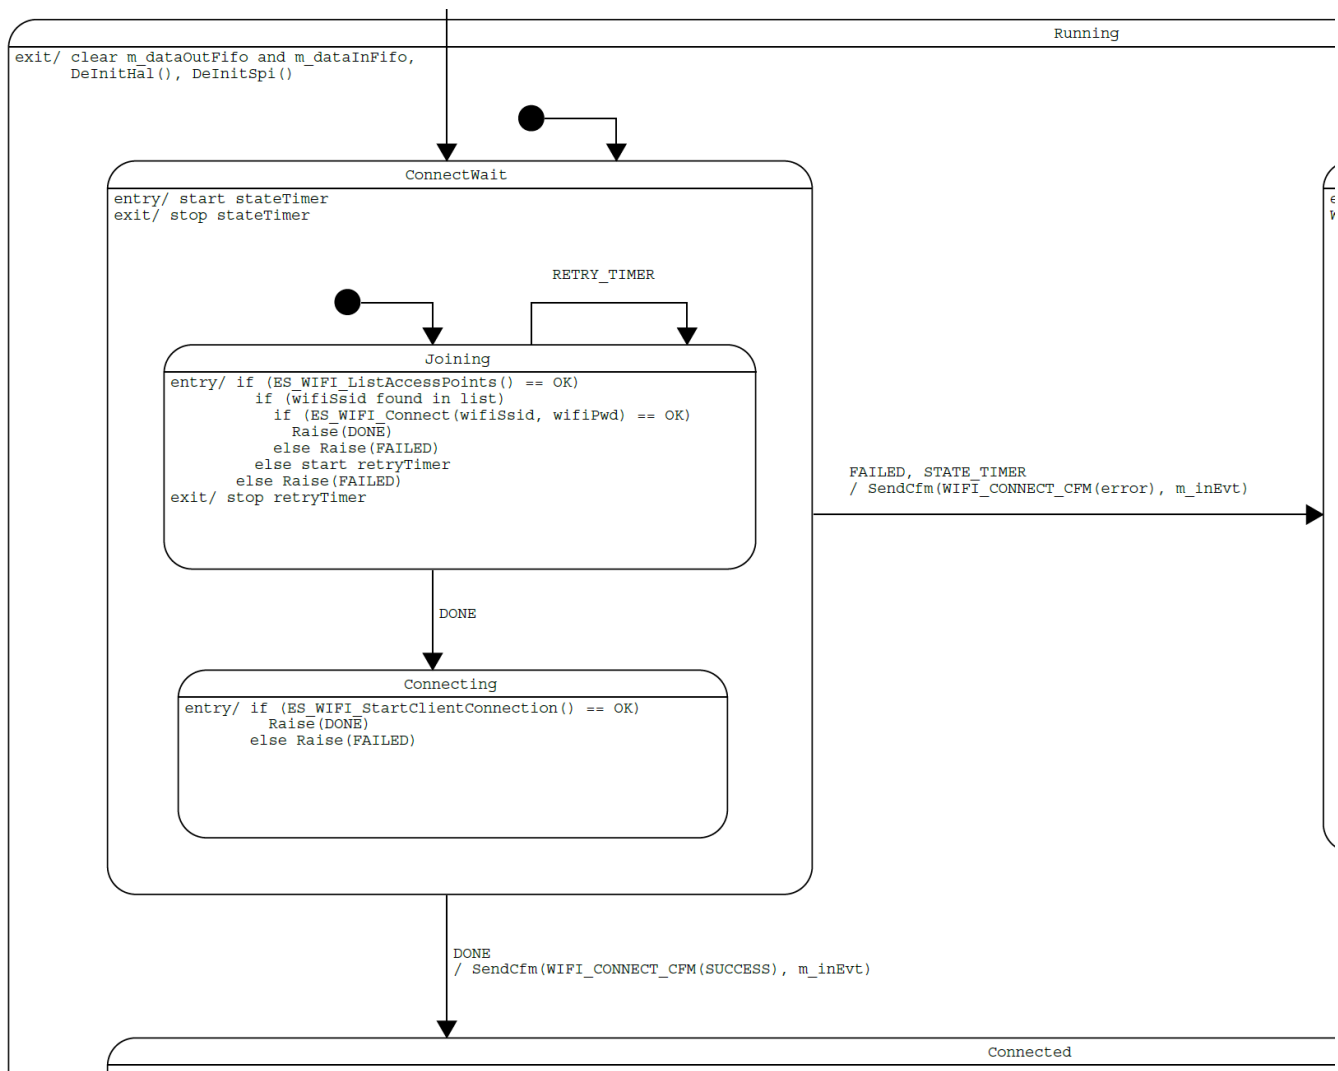 Running
exit/ clear m_dataOutFifo and m_dataInFifo,
DeInitHal(), DeInitSpi()
ConnectWait
entry/ start stateTimer
exit/ stop stateTimer
RETRY_TIMER
Joining
entry/ if (ES_WIFI_ListAccessPoints() == OK)
if (wifiSsid found in list)
if (ES_WIFI_Connect(wifiSsid, wifiPwd) == OK)
Raise(DONE)
else Raise(FAILED)
else start retryTimer
else Raise(FAILED)
exit/ stop retryTimer
FAILED, STATE_TIMER
/ SendCfm(WIFI_CONNECT_CFM(error), m_inEvt)
DONE
Connecting
entry/ if (ES_WIFI_StartClientConnection() == OK)
Raise(DONE)
else Raise(FAILED)
DONE
/ SendCfm(WIFI_CONNECT_CFM(SUCCESS), m_inEvt)
Connected